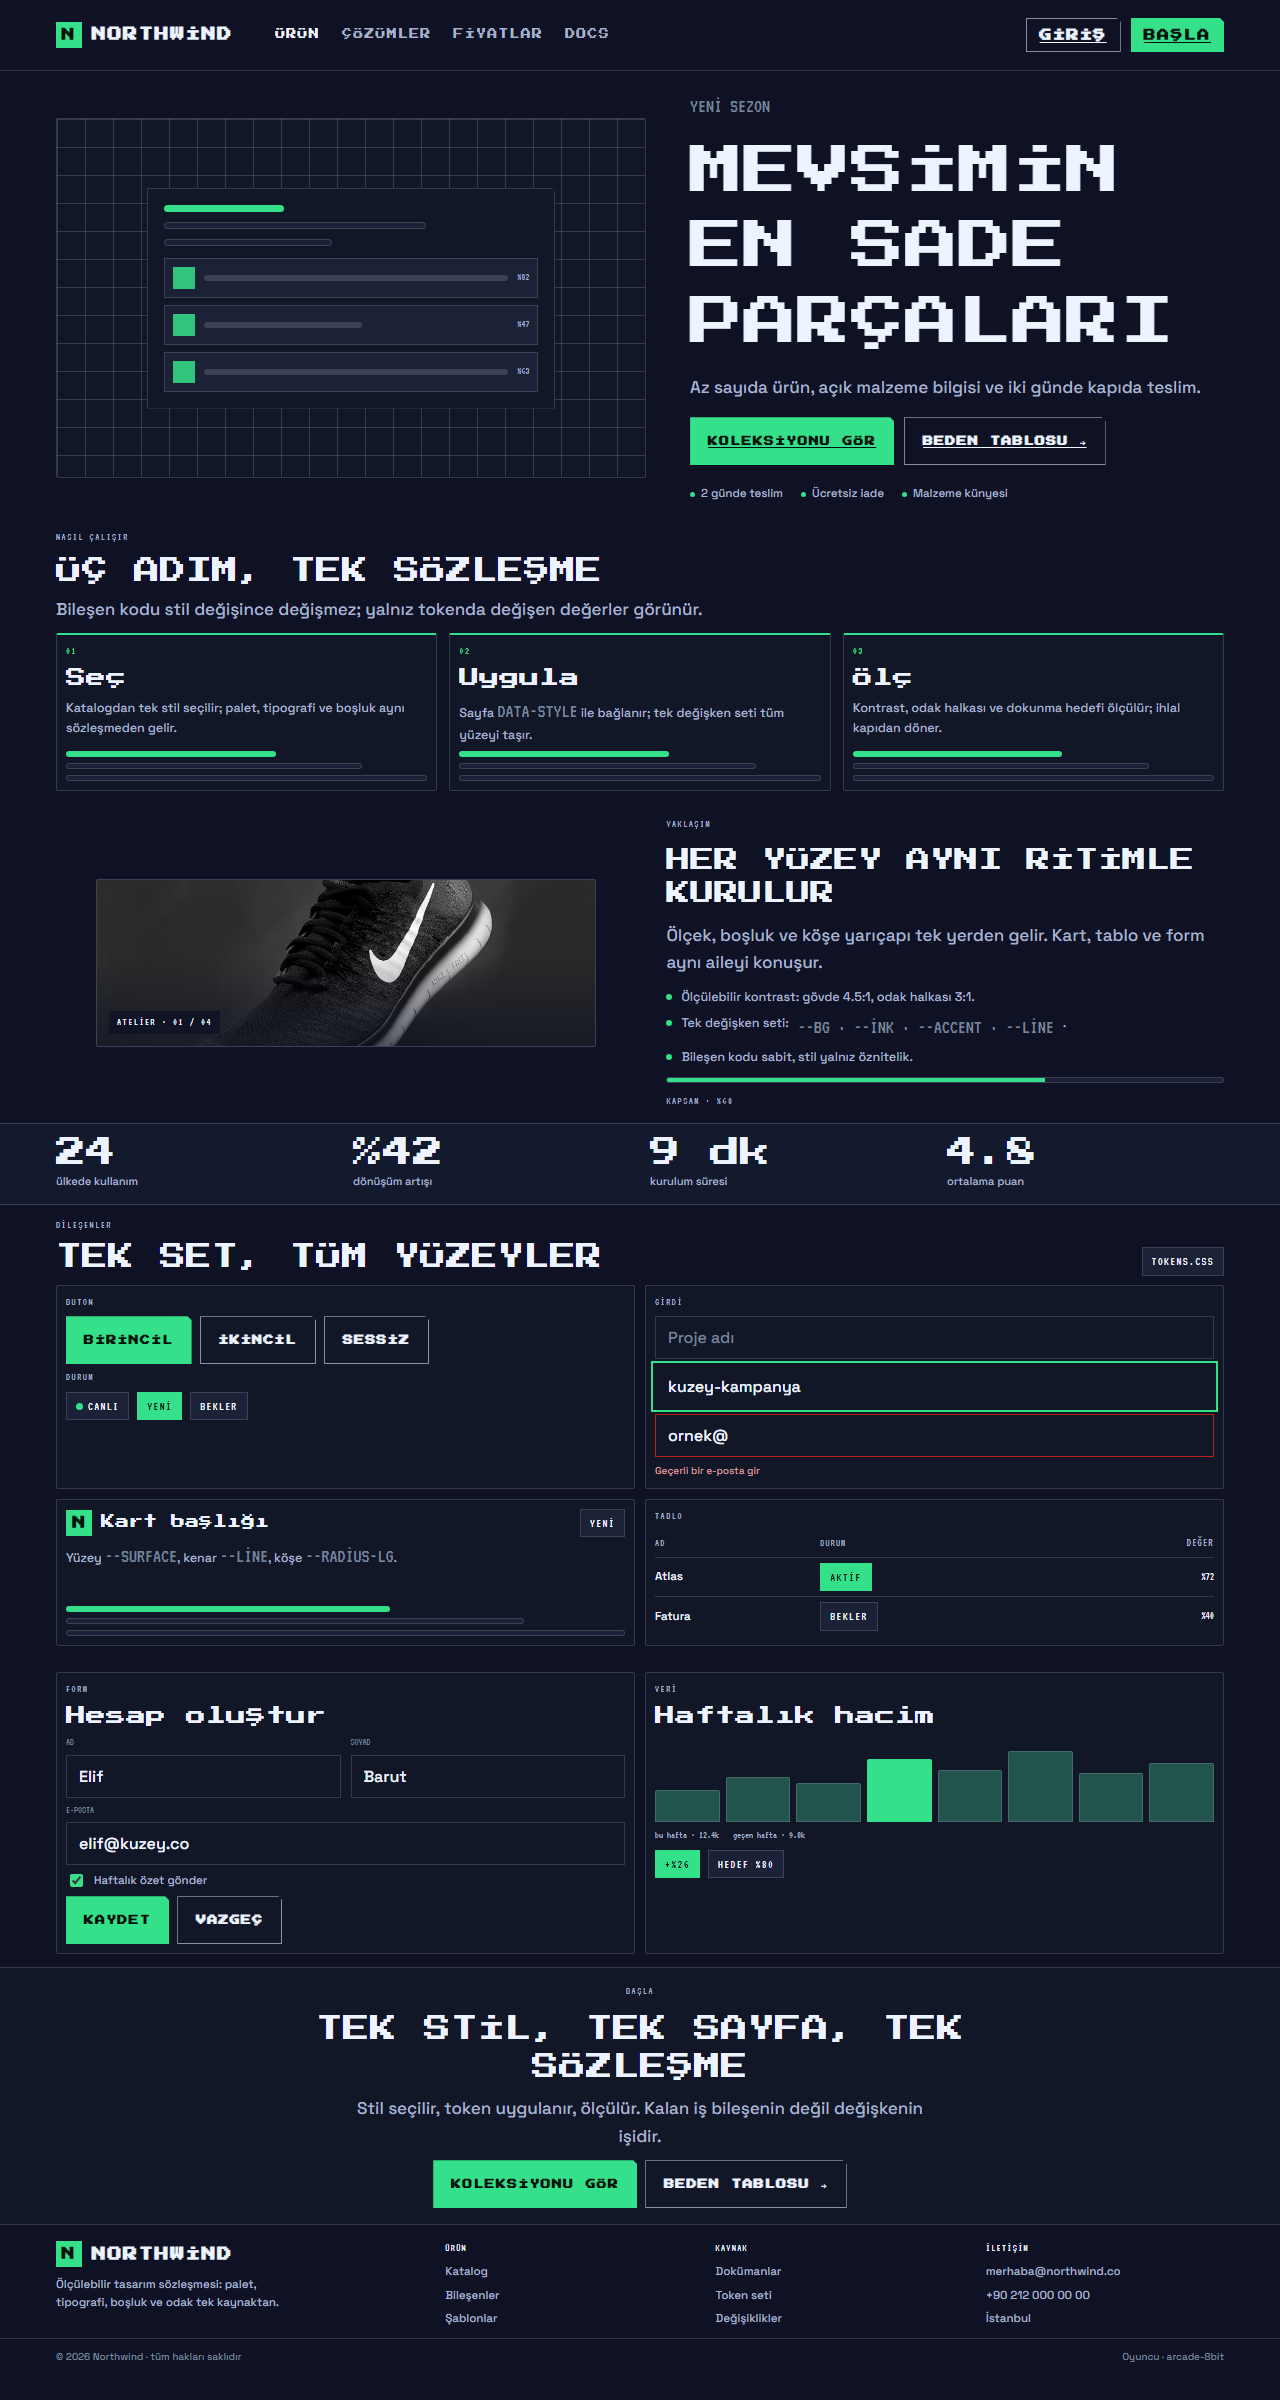 N NORTHWİND ÜRÜN ÇÖZÜMLER FİYATLAR DOCS GİRİŞ BAŞLA
YENİ SEZON
MEVSİMİN
EN SADE
PARÇALARI
Az sayıda ürün, açık malzeme bilgisi ve iki günde kapıda teslim.
KOLEKSİYONU GÖR BEDEN TABLOSU →
2 günde teslim Ücretsiz iade Malzeme künyesi
%82
%47
%63
NASIL ÇALIŞIR
ÜÇ ADIM, TEK SÖZLEŞME
Bileşen kodu stil değişince değişmez; yalnız tokenda değişen değerler görünür.
01
Seç
Katalogdan tek stil seçilir; palet, tipografi ve boşluk aynı
sözleşmeden gelir.
02
Uygula
Sayfa DATA-STYLE ile bağlanır; tek değişken seti tüm
yüzeyi taşır.
03
Ölç
Kontrast, odak halkası ve dokunma hedefi ölçülür; ihlal
kapıdan döner.
ATELİER · 01 / 04
YAKLAŞIM
HER YÜZEY AYNI RİTİMLE
KURULUR
Ölçek, boşluk ve köşe yarıçapı tek yerden gelir. Kart, tablo ve form
aynı aileyi konuşur.
Ölçülebilir kontrast: gövde 4.5:1, odak halkası 3:1.
Tek değişken seti: --BG · --İNK · --ACCENT · --LİNE .
Bileşen kodu sabit, stil yalnız öznitelik.
KAPSAM · %60
24 %42 9 dk 4.8
ülkede kullanım dönüşüm artışı kurulum süresi ortalama puan
BİLEŞENLER
TEK SET, TÜM YÜZEYLER
TOKENS.CSS
BUTON
BİRİNCİL İKİNCİL SESSİZ
DURUM
CANLI YENİ BEKLER
GİRDİ
Proje adı
kuzey-kampanya
ornek@
Geçerli bir e-posta gir
N Kart başlığı YENİ
Yüzey --SURFACE, kenar --LİNE, köşe --RADİUS-LG.
TABLO
AD DURUM DEĞER
Atlas AKTİF %72
Fatura BEKLER %40
FORM
Hesap oluştur
AD SOYAD
Elif Barut
E-POSTA
elif@kuzey.co
Haftalık özet gönder
KAYDET VAZGEÇ
VERİ
Haftalık hacim
bu hafta · 12.4k geçen hafta · 9.8k
+%26 HEDEF %80
BAŞLA
TEK STİL, TEK SAYFA, TEK
SÖZLEŞME
Stil seçilir, token uygulanır, ölçülür. Kalan iş bileşenin değil değişkenin
işidir.
KOLEKSİYONU GÖR BEDEN TABLOSU →
N NORTHWİND
Ölçülebilir tasarım sözleşmesi: palet,
tipografi, boşluk ve odak tek kaynaktan.
ÜRÜN
Katalog
Bileşenler
Şablonlar
KAYNAK
Dokümanlar
Token seti
Değişiklikler
İLETİŞİM
merhaba@northwind.co
+90 212 000 00 00
İstanbul
© 2026 Northwind · tüm hakları saklıdır Oyuncu · arcade-8bit